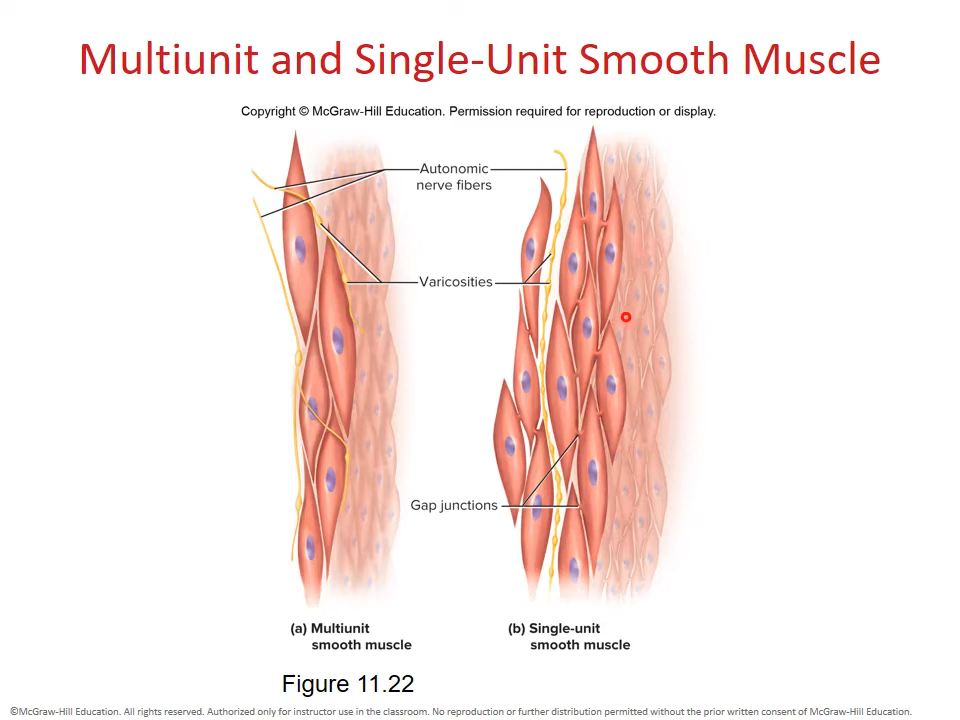 Multiunit and Single-Unit Smooth Muscle
Copyright © McGraw-Hill Education. Permission required for reproduction or display.
Autonomic
nerve fibers
Varicosities
Gap junctions
(a) Multiunit
smooth muscle
(b) Single-unit
smooth muscle
Figure 11.22
©McGraw-Hill Education. All rights reserved. Authorized only for instructor use in the classroom. No reproduction or further distribution permitted without the prior written consent of McGraw-Hill Education.